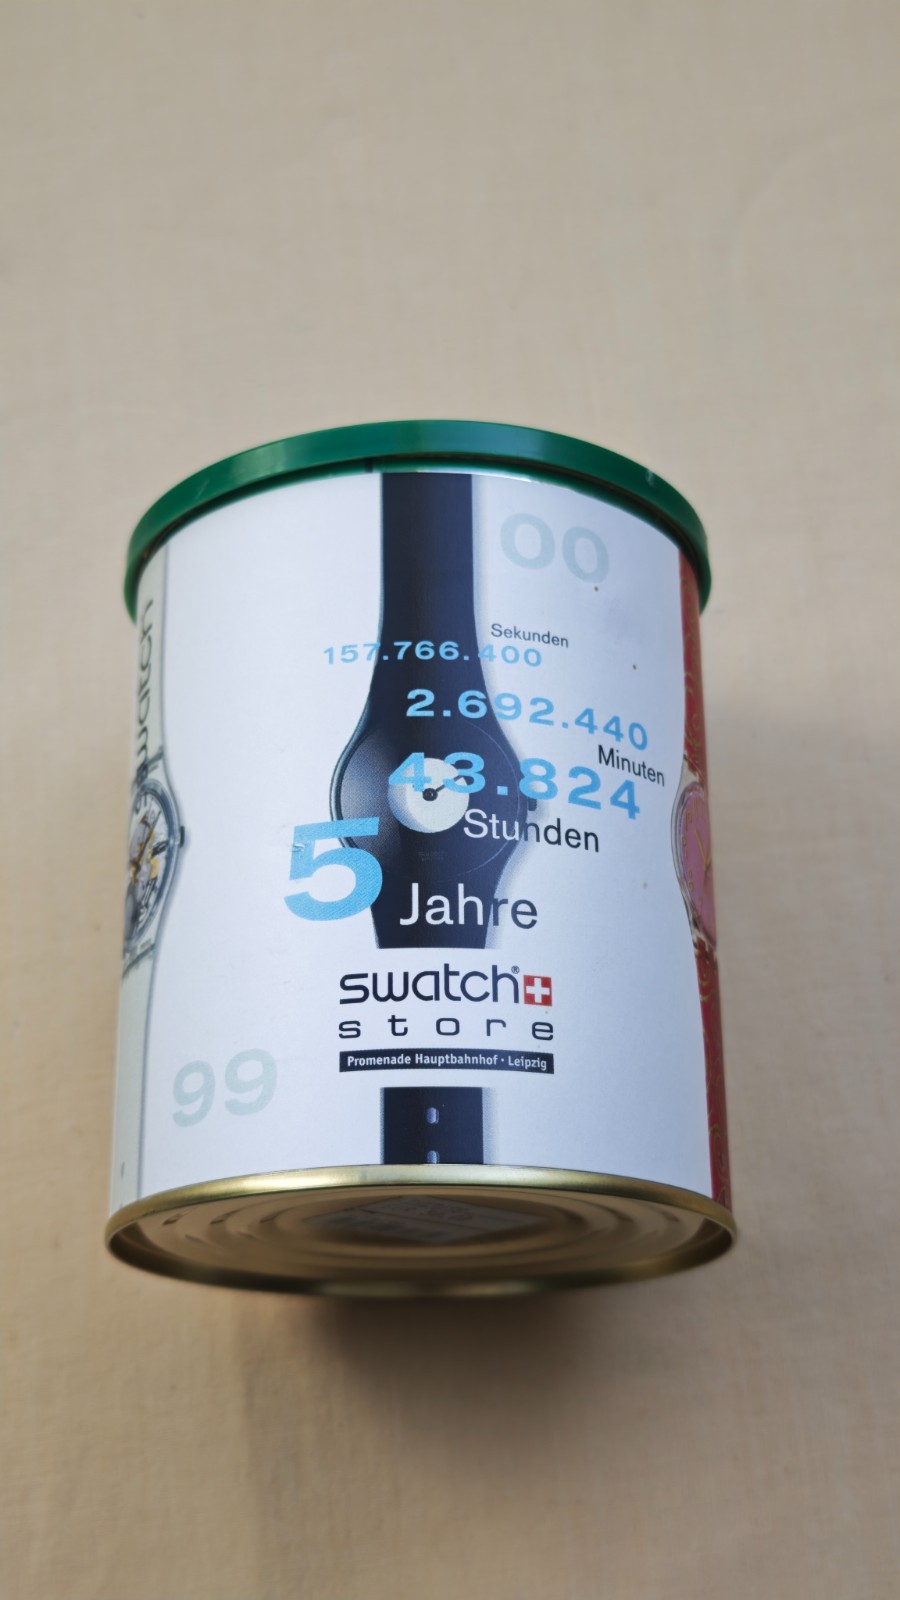 swatch
00
Sekunden
157.766.400
2.692.440
Minuten
43.824
Stunden
5 Jahre
swatch®
store
Promenade Hauptbahnhof · Leipzig
99